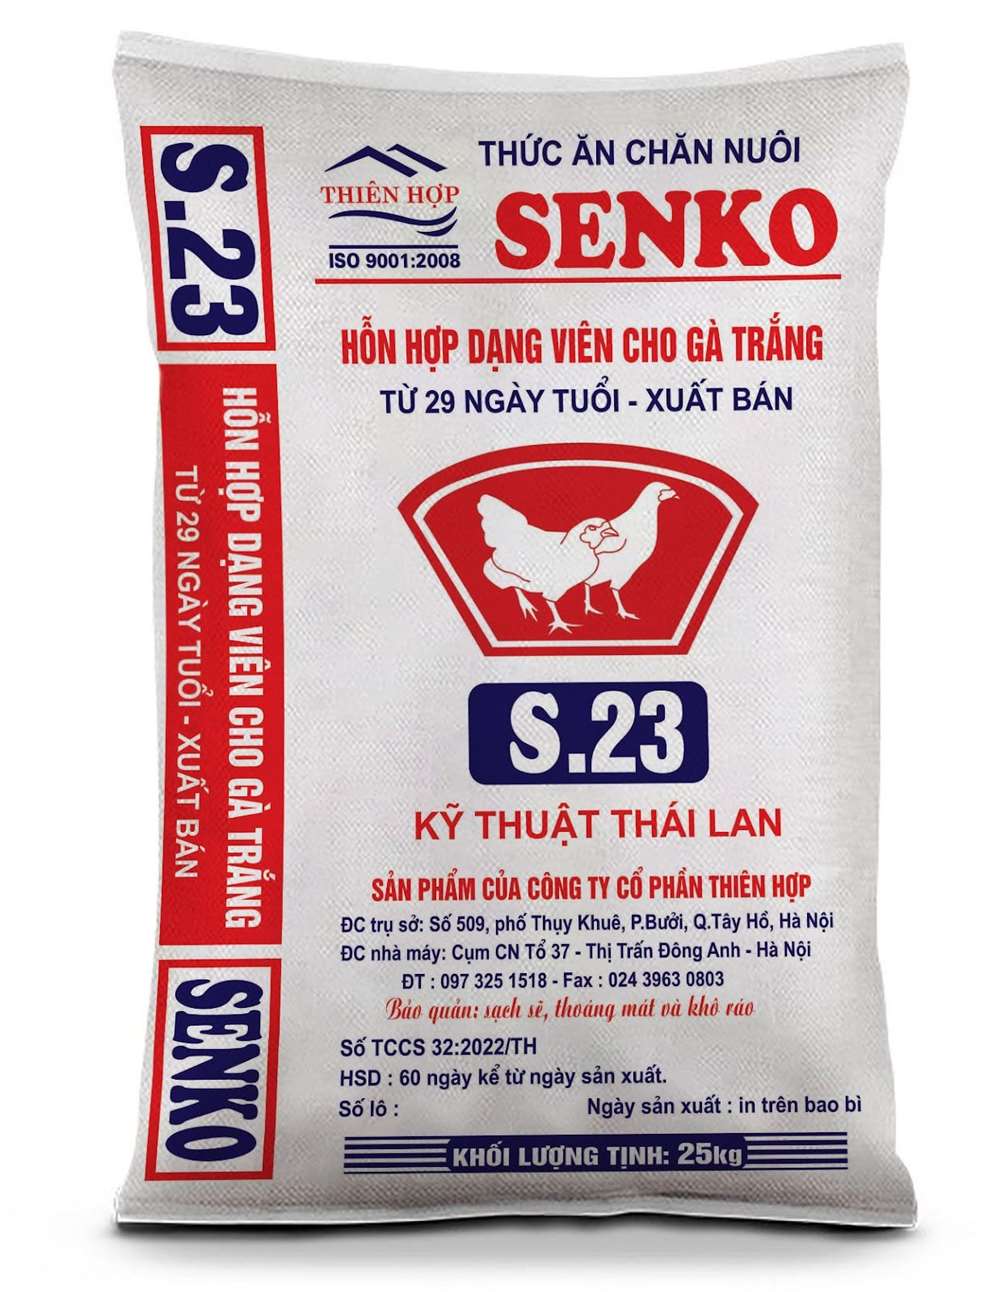 S.23
HỖN HỢP DẠNG VIÊN CHO GÀ TRẮNG
TỪ 29 NGÀY TUỔI - XUẤT BÁN
SENKO
THIÊN HỢP
ISO 9001:2008
THỨC ĂN CHĂN NUÔI
SENKO
HỖN HỢP DẠNG VIÊN CHO GÀ TRẮNG
TỪ 29 NGÀY TUỔI - XUẤT BÁN
S.23
KỸ THUẬT THÁI LAN
SẢN PHẨM CỦA CÔNG TY CỔ PHẦN THIÊN HỢP
ĐC trụ sở: Số 509, phố Thụy Khuê, P.Bưởi, Q.Tây Hồ, Hà Nội
ĐC nhà máy: Cụm CN Tổ 37 - Thị Trấn Đông Anh - Hà Nội
ĐT : 097 325 1518 - Fax : 024 3963 0803
Bảo quản: sạch sẽ, thoáng mát và khô ráo
Số TCCS 32:2022/TH
HSD : 60 ngày kể từ ngày sản xuất.
Số lô : Ngày sản xuất : in trên bao bì
KHỐI LƯỢNG TỊNH: 25kg